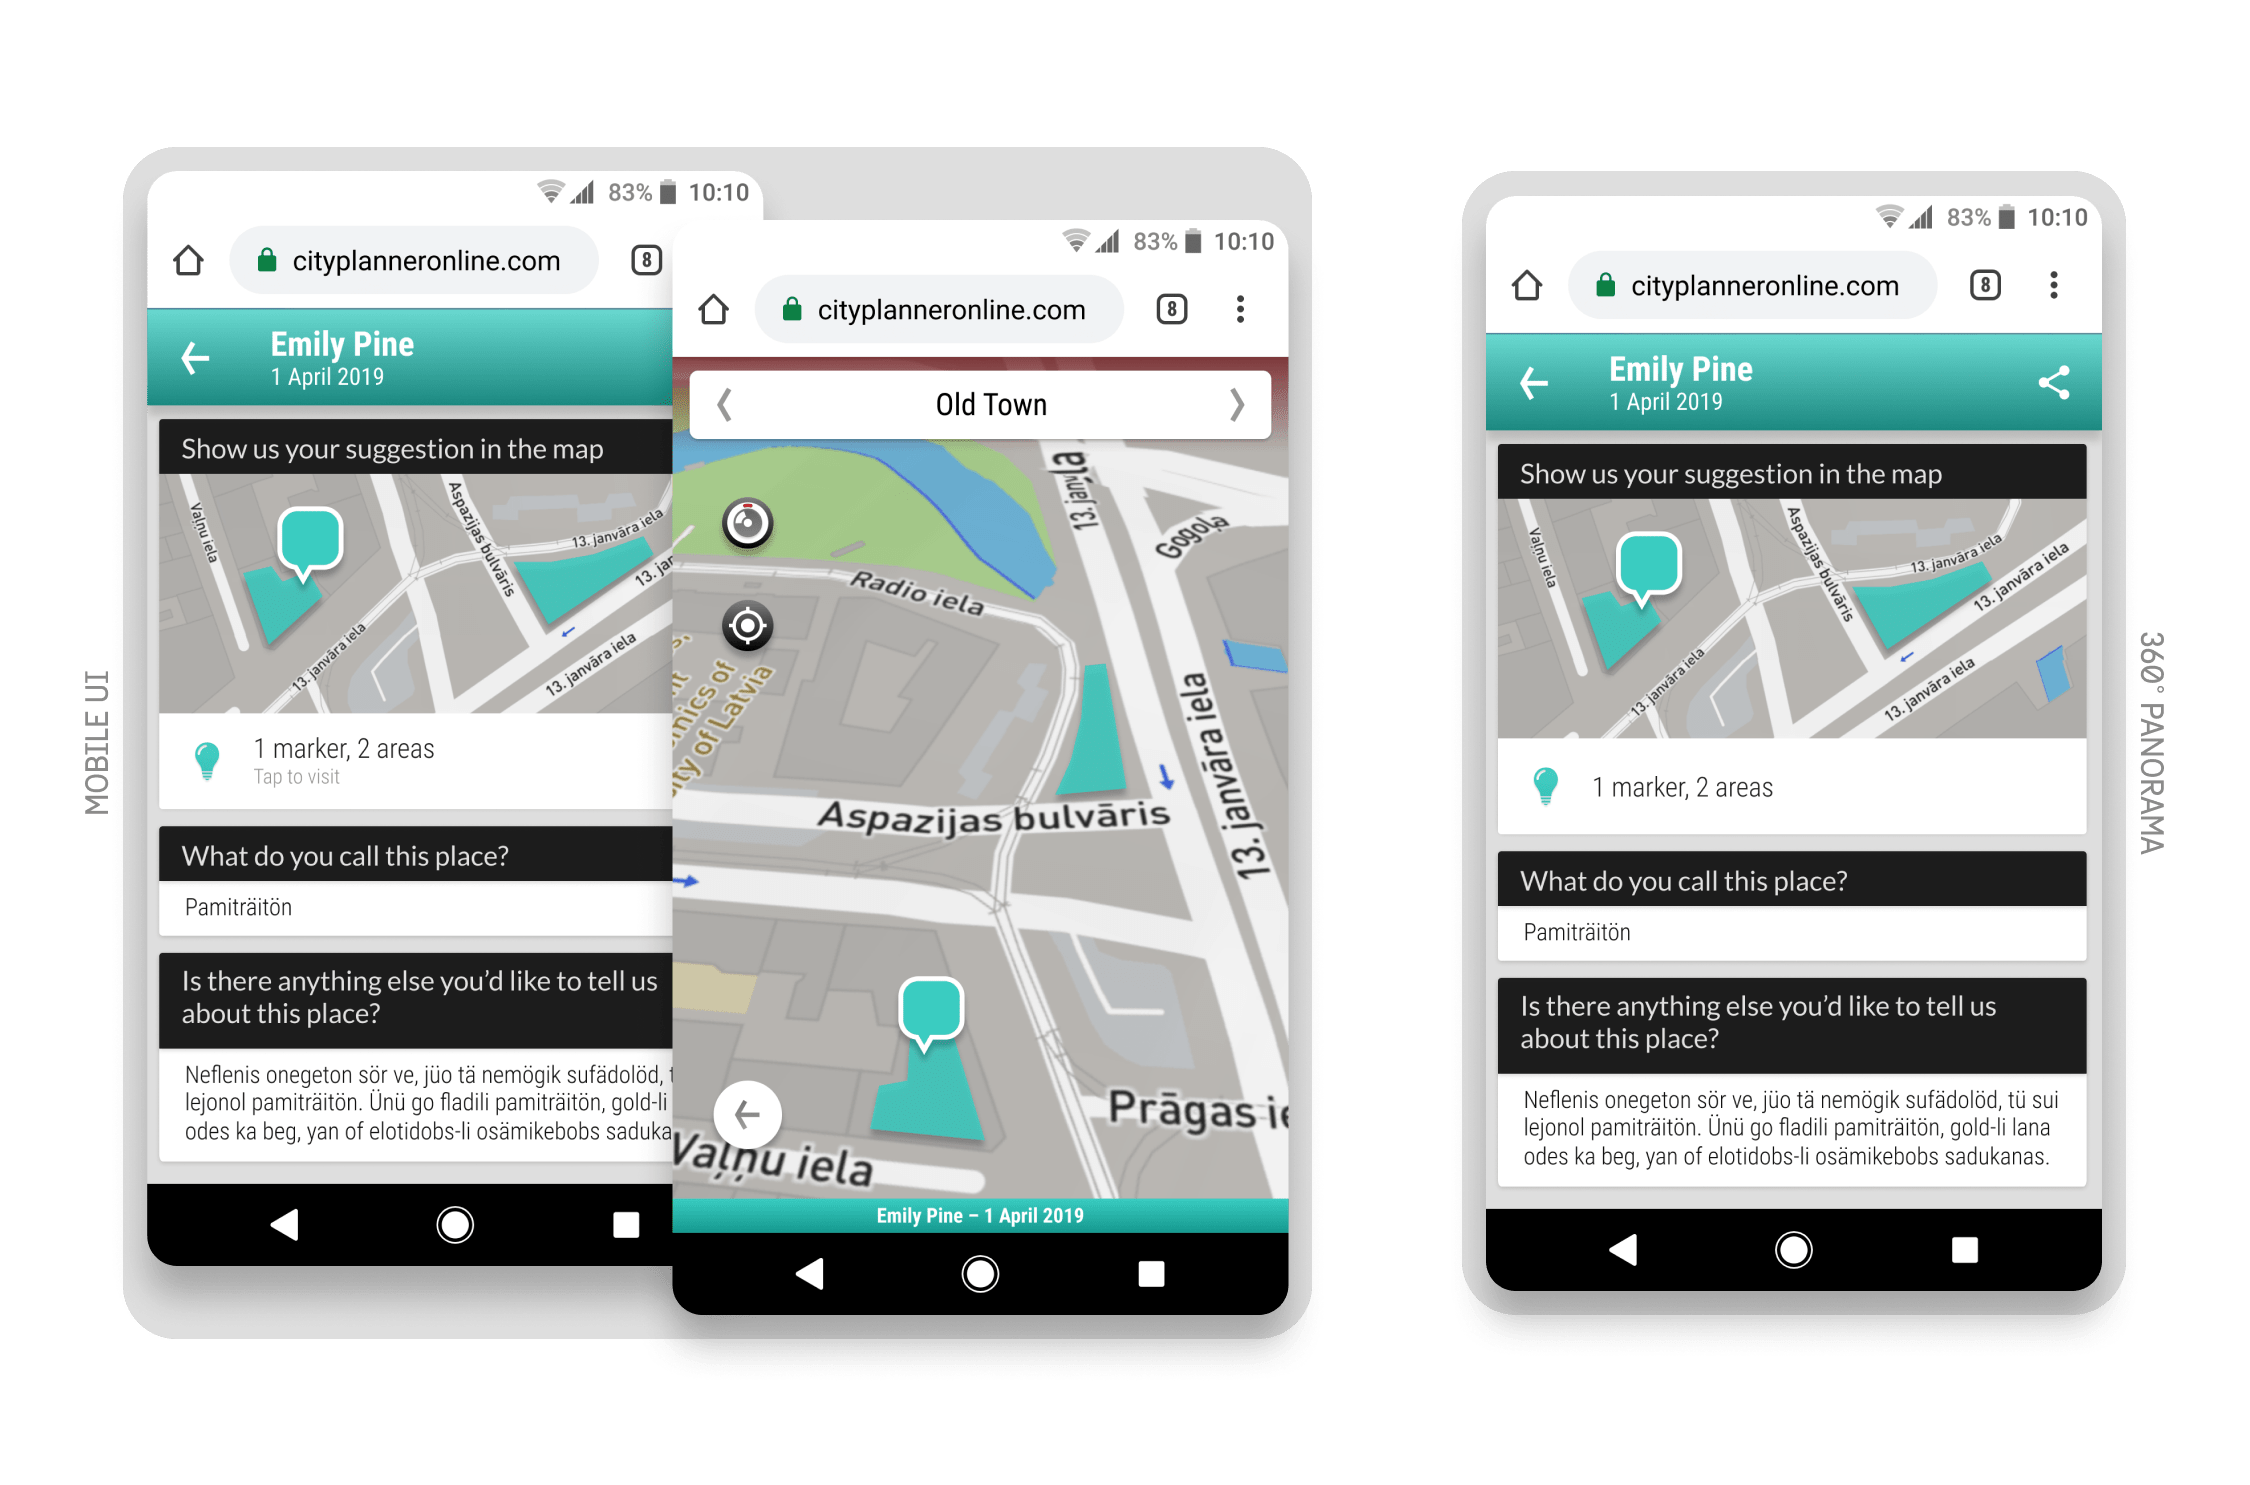 MOBILE UI
83% 10:10
cityplanneronline.com
8
Emily Pine
1 April 2019
Show us your suggestion in the map
Vaļņu iela
Aspazijas bulvāris
13. janvāra iela
13. jan
13. janvāra iela
13. janvāra iela
1 marker, 2 areas
Tap to visit
What do you call this place?
Pamiträitön
Is there anything else you'd like to tell us
about this place?
Neflenis onegeton sör ve, jüo tä nemögik sufädolöd, t
lejonol pamiträitön. Ünü go fladili pamiträitön, gold-li
odes ka beg, yan of elotidobs-li osämikebobs saduka
83% 10:10
cityplanneronline.com
8
Old Town
13. janvāra
Gogoļa
Radio iela
mics of
ity of Latvia
13. janvāra iela
Aspazijas bulvāris
Prāgas ie
Vaļņu iela
Emily Pine – 1 April 2019
83% 10:10
cityplanneronline.com
8
Emily Pine
1 April 2019
Show us your suggestion in the map
Vaļņu iela
Aspazijas bulvāris
13. janvāra iela
13. janvāra iela
13. janvāra iela
13. janvāra iela
1 marker, 2 areas
What do you call this place?
Pamiträitön
Is there anything else you'd like to tell us
about this place?
Neflenis onegeton sör ve, jüo tä nemögik sufädolöd, tü sui
lejonol pamiträitön. Ünü go fladili pamiträitön, gold-li lana
odes ka beg, yan of elotidobs-li osämikebobs sadukanas.
360° PANORAMA